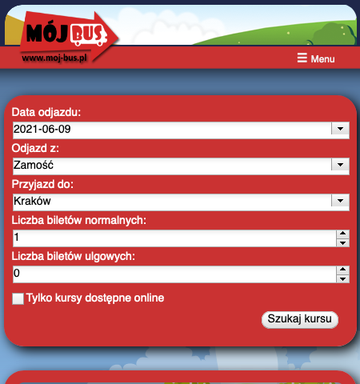 MÓJ BUS
www.moj-bus.pl
Menu
Data odjazdu:
2021-06-09
Odjazd z:
Zamość
Przyjazd do:
Kraków
Liczba biletów normalnych:
1
Liczba biletów ulgowych:
0
Tylko kursy dostępne online
Szukaj kursu